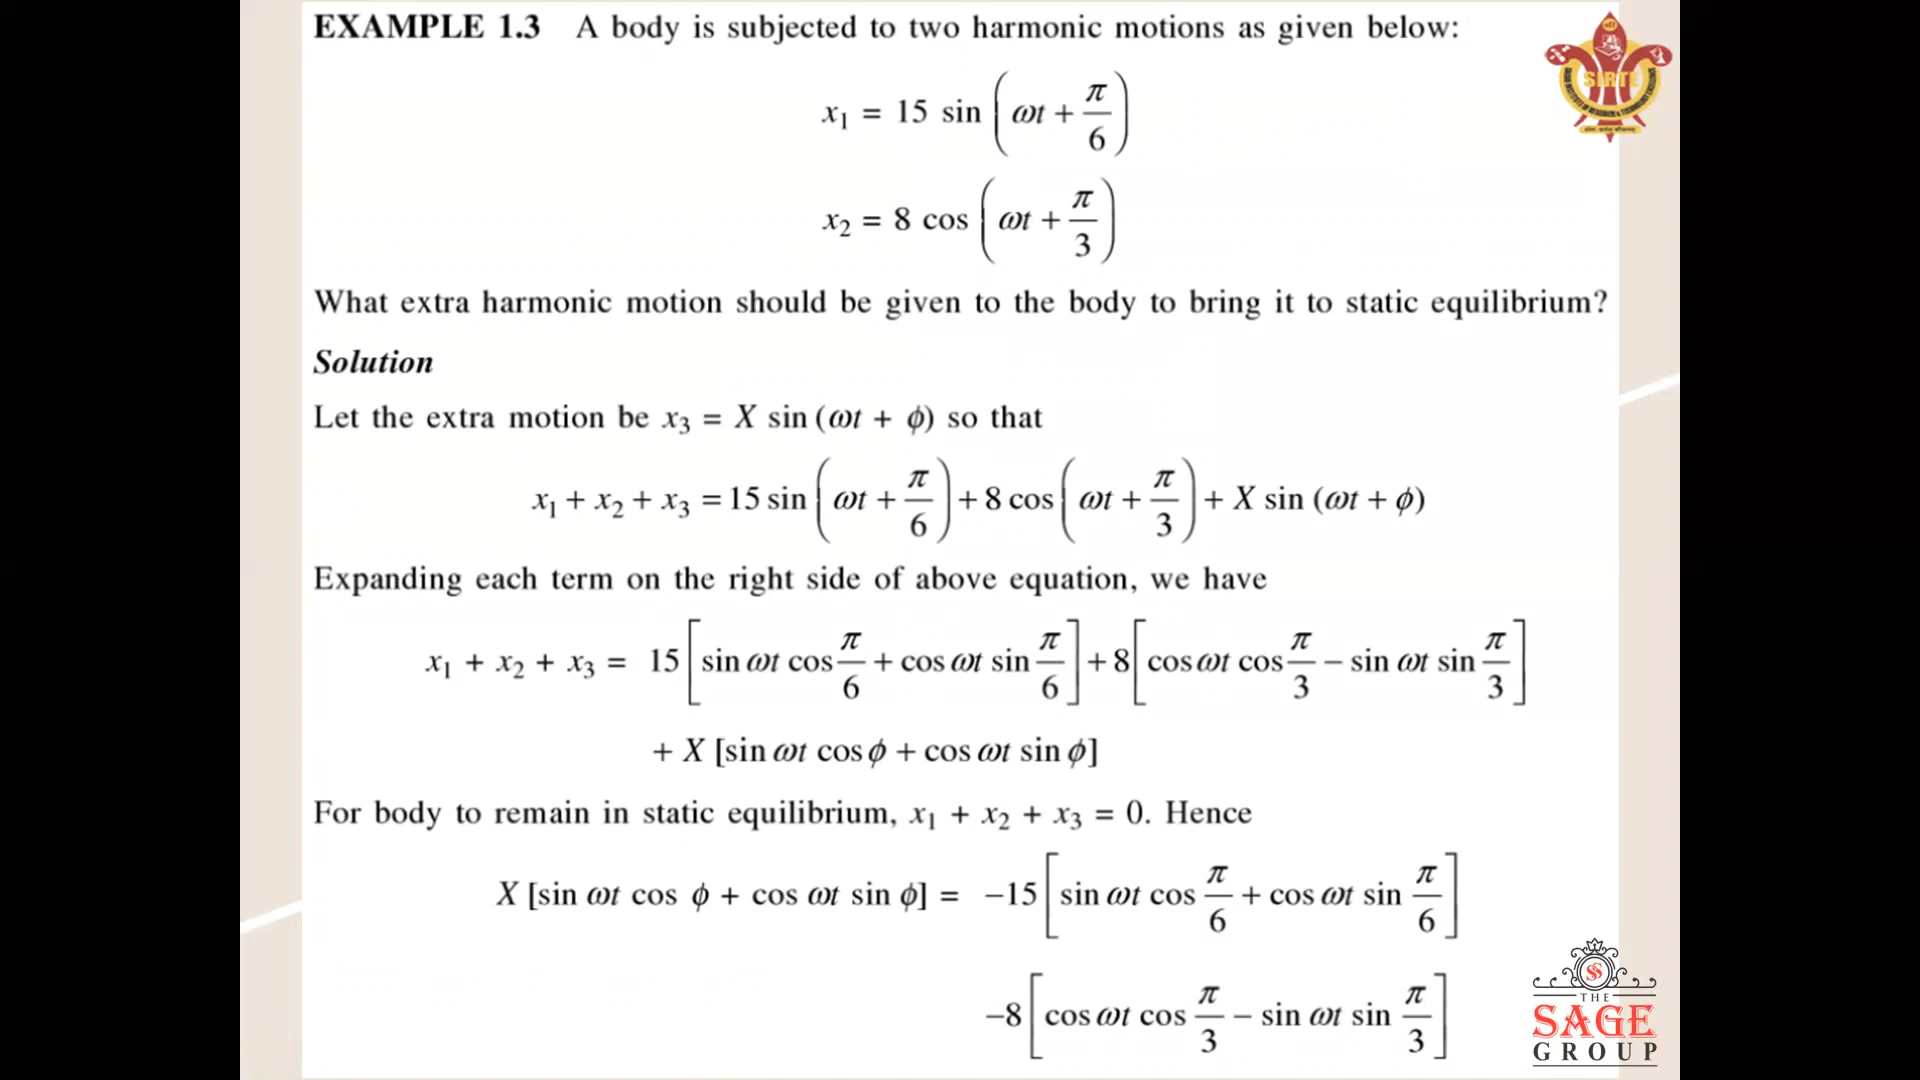 EXAMPLE 1.3 A body is subjected to two harmonic motions as given below:
x₁ = 15 sin (ωt + π/6)
x₂ = 8 cos (ωt + π/3)
What extra harmonic motion should be given to the body to bring it to static equilibrium?
Solution
Let the extra motion be x₃ = X sin (ωt + ϕ) so that
x₁ + x₂ + x₃ = 15 sin (ωt + π/6) + 8 cos (ωt + π/3) + X sin (ωt + ϕ)
Expanding each term on the right side of above equation, we have
x₁ + x₂ + x₃ = 15 [sin ωt cos π/6 + cos ωt sin π/6] + 8 [cos ωt cos π/3 − sin ωt sin π/3]
+ X [sin ωt cos ϕ + cos ωt sin ϕ]
For body to remain in static equilibrium, x₁ + x₂ + x₃ = 0. Hence
X [sin ωt cos ϕ + cos ωt sin ϕ] = −15 [sin ωt cos π/6 + cos ωt sin π/6]
−8 [cos ωt cos π/3 − sin ωt sin π/3]
SIRTE
THE
SAGE
GROUP